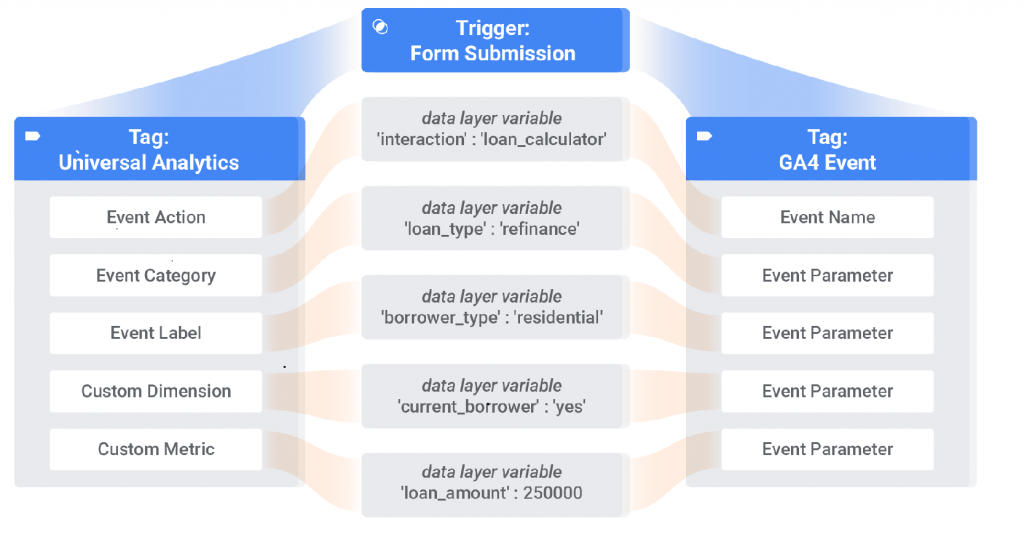 Trigger:
Form Submission
Tag:
Universal Analytics
Event Action
Event Category
Event Label
Custom Dimension
Custom Metric
data layer variable
'interaction' : 'loan_calculator'
data layer variable
'loan_type' : 'refinance'
data layer variable
'borrower_type' : 'residential'
data layer variable
'current_borrower' : 'yes'
data layer variable
'loan_amount' : 250000
Tag:
GA4 Event
Event Name
Event Parameter
Event Parameter
Event Parameter
Event Parameter